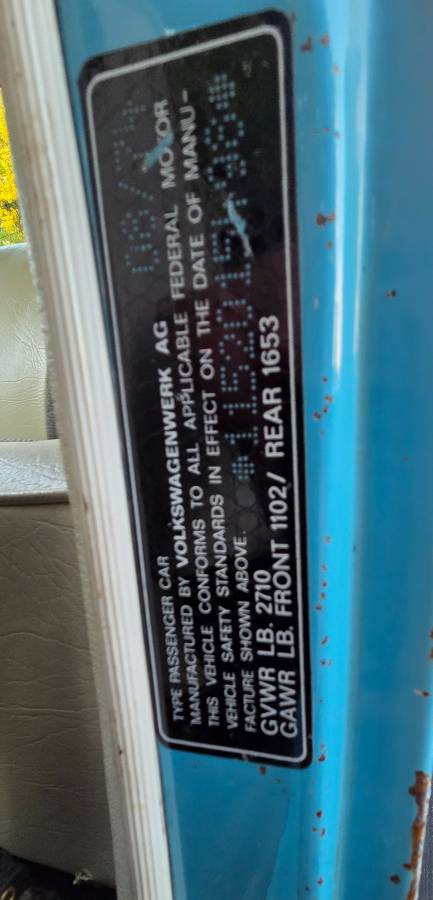 TYPE PASSENGER CAR
MANUFACTURED BY VOLKSWAGENWERK AG
THIS VEHICLE CONFORMS TO ALL APPLICABLE FEDERAL MOTOR
VEHICLE SAFETY STANDARDS IN EFFECT ON THE DATE OF MANU-
FACTURE SHOWN ABOVE.
GVWR LB. 2710
GAWR LB. FRONT 1102/ REAR 1653